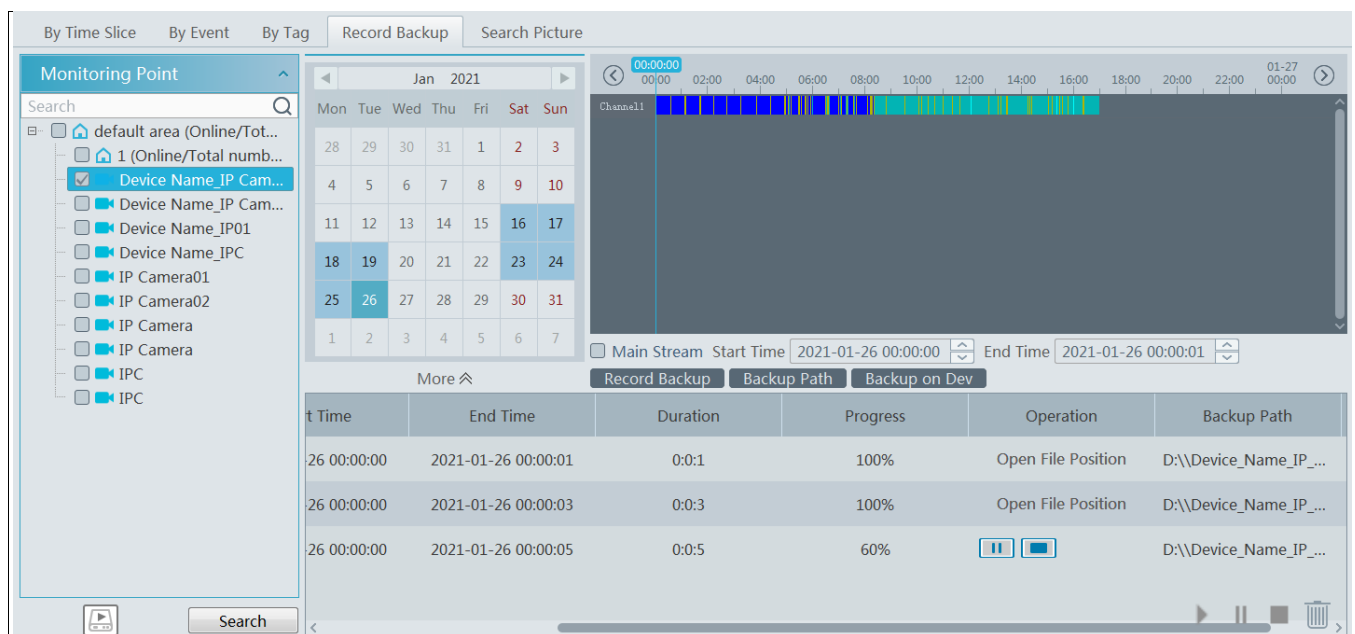 By Time Slice By Event By Tag Record Backup Search Picture
Monitoring Point
Search
default area (Online/Tot...
1 (Online/Total numb...
Device Name_IP Cam...
Device Name_IP Cam...
Device Name_IP01
Device Name_IPC
IP Camera01
IP Camera02
IP Camera
IP Camera
IPC
IPC
Search
Jan 2021
Mon Tue Wed Thu Fri Sat Sun
28 29 30 31 1 2 3
4 5 6 7 8 9 10
11 12 13 14 15 16 17
18 19 20 21 22 23 24
25 26 27 28 29 30 31
1 2 3 4 5 6 7
More
00:00:00 01-27
00:00 02:00 04:00 06:00 08:00 10:00 12:00 14:00 16:00 18:00 20:00 22:00 00:00
Channel1
Main Stream Start Time 2021-01-26 00:00:00 End Time 2021-01-26 00:00:01
Record Backup Backup Path Backup on Dev
t Time End Time Duration Progress Operation Backup Path
26 00:00:00 2021-01-26 00:00:01 0:0:1 100% Open File Position D:\\Device_Name_IP_...
26 00:00:00 2021-01-26 00:00:03 0:0:3 100% Open File Position D:\\Device_Name_IP_...
26 00:00:00 2021-01-26 00:00:05 0:0:5 60% D:\\Device_Name_IP_...